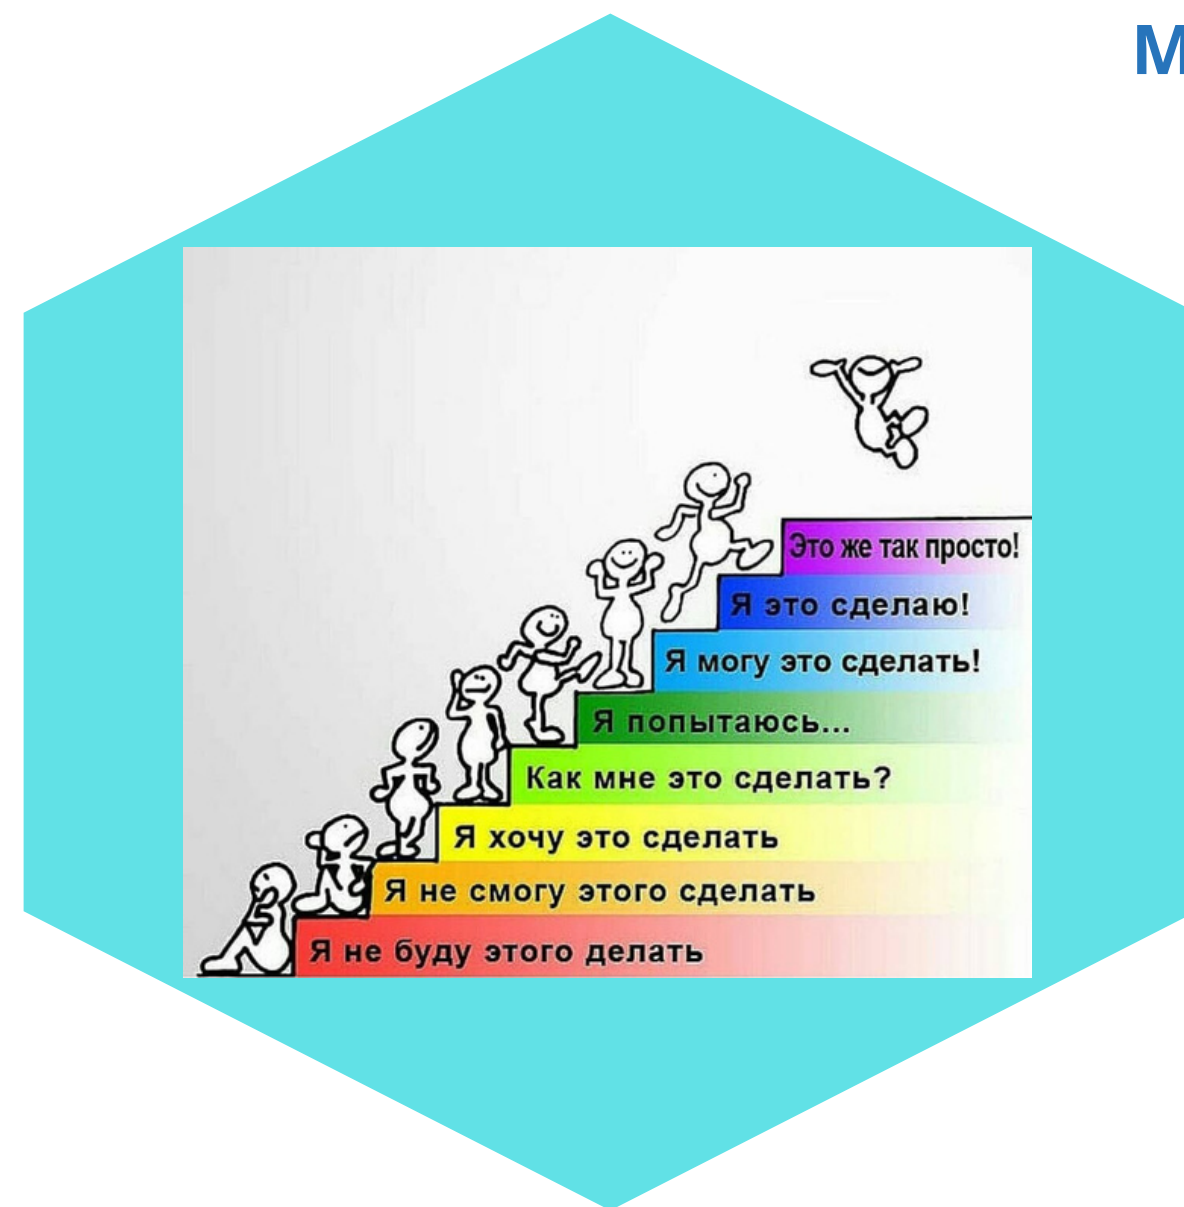 М
Это же так просто!
Я это сделаю!
Я могу это сделать!
Я попытаюсь...
Как мне это сделать?
Я хочу это сделать
Я не смогу этого сделать
Я не буду этого делать